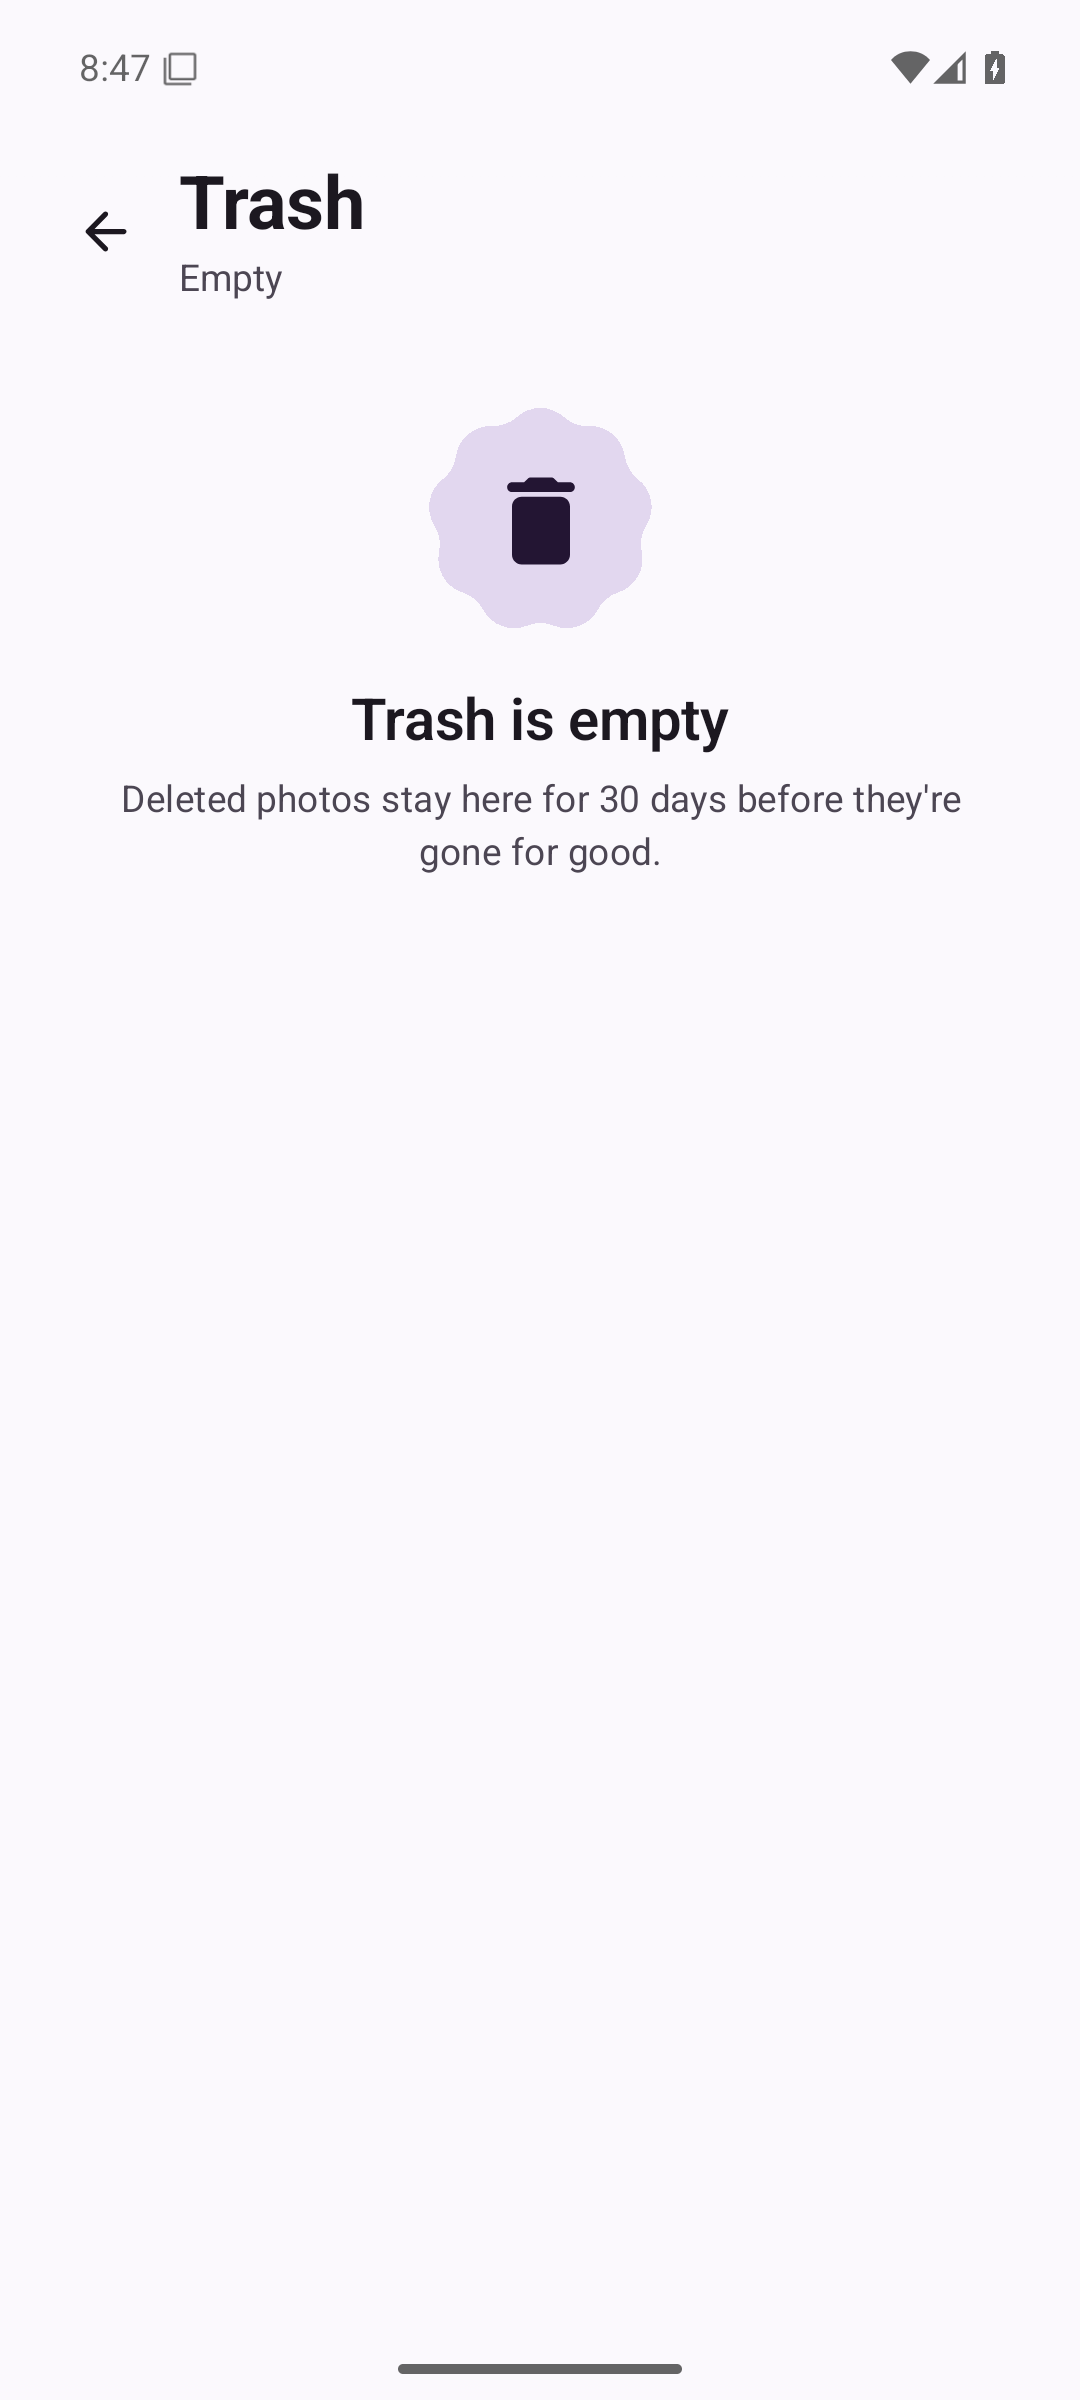 8:47
Trash
Empty
Trash is empty
Deleted photos stay here for 30 days before they're
gone for good.